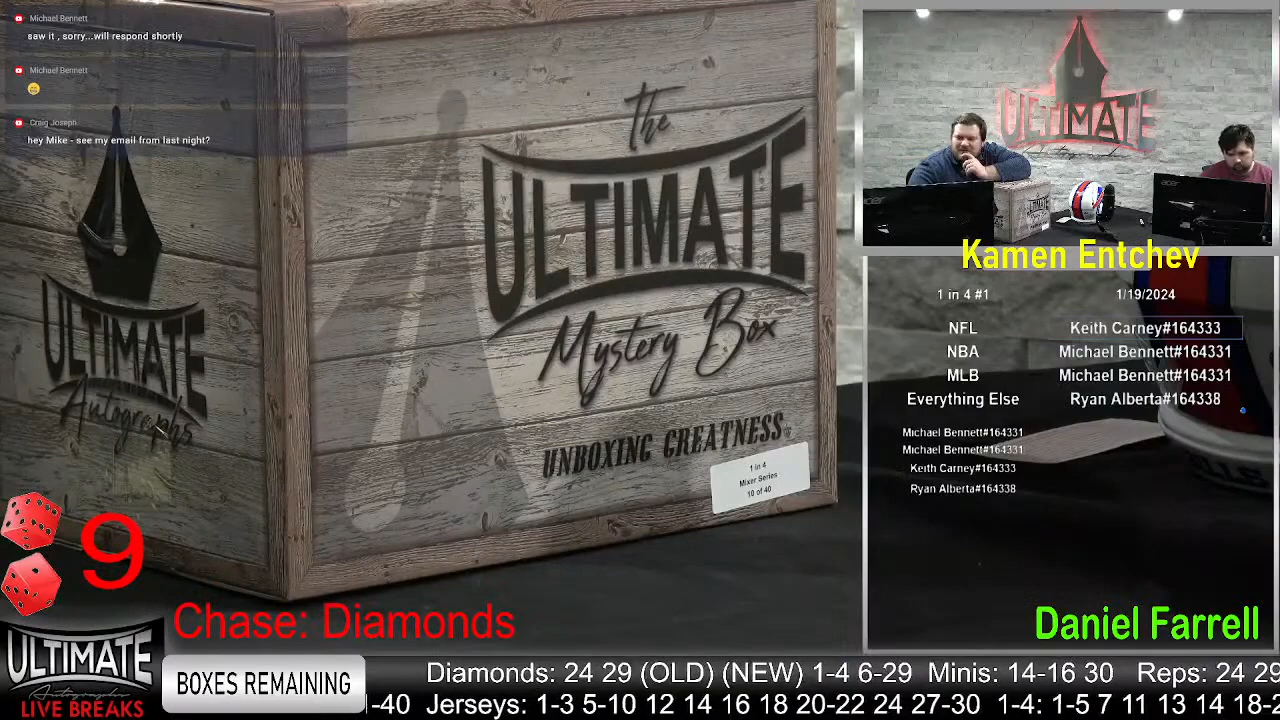 Michael Bennett
saw it , sorry...will respond shortly
Michael Bennett
Craig Joseph
hey Mike - see my email from last night?
ULTIMATE
Autographs
the
ULTIMATE
Mystery Box
UNBOXING GREATNESS
1 in 4
Mixer Series
10 of 40
ULTIMATE
acer
ULTIMATE
acer
Kamen Entchev
1 in 4 #1 1/19/2024
NFL Keith Carney#164333
NBA Michael Bennett#164331
MLB Michael Bennett#164331
Everything Else Ryan Alberta#164338
Michael Bennett#164331
Michael Bennett#164331
Keith Carney#164333
Ryan Alberta#164338
Daniel Farrell
9
Chase: Diamonds
ULTIMATE
Autographs
LIVE BREAKS
BOXES REMAINING
Diamonds: 24 29 (OLD) (NEW) 1-4 6-29 Minis: 14-16 30 Reps: 24 29
-40 Jerseys: 1-3 5-10 12 14 16 18 20-22 24 27-30 1-4: 1-5 7 11 13 14 18-2